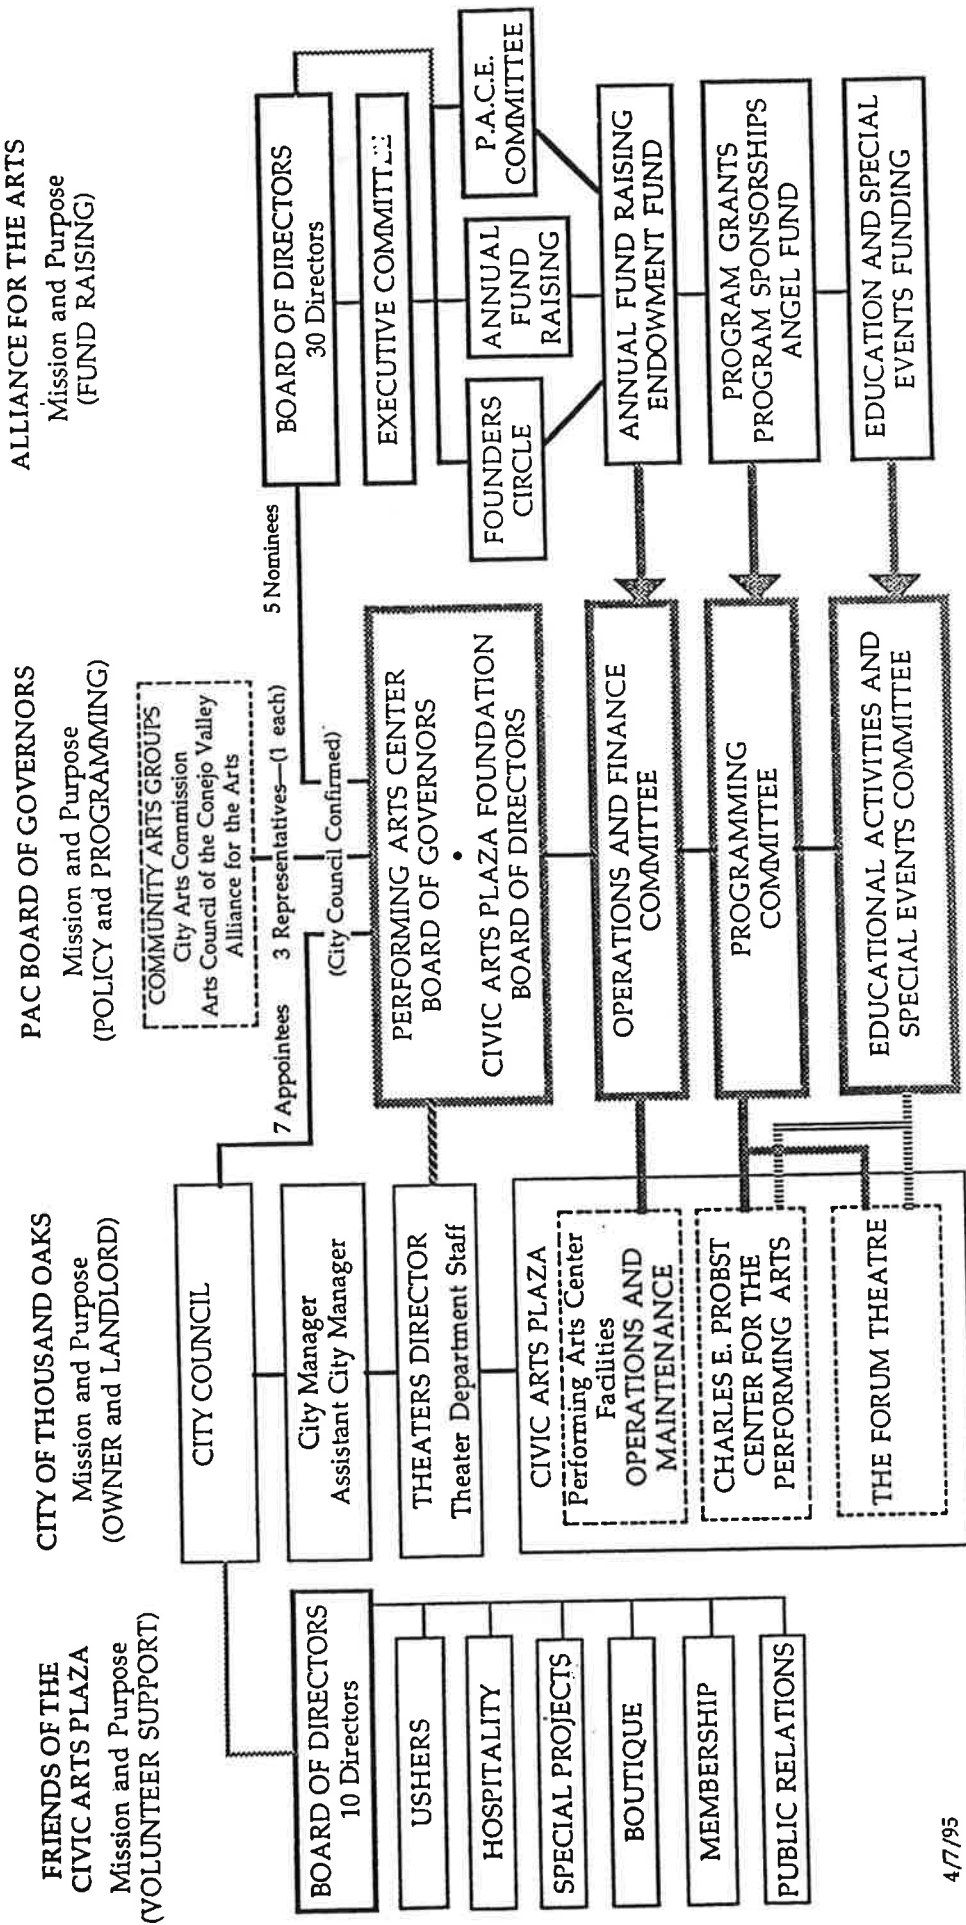 FRIENDS OF THE
CIVIC ARTS PLAZA
Mission and Purpose
(VOLUNTEER SUPPORT)
BOARD OF DIRECTORS
10 Directors
USHERS
HOSPITALITY
SPECIAL PROJECTS
BOUTIQUE
MEMBERSHIP
PUBLIC RELATIONS
4/7/95
CITY OF THOUSAND OAKS
Mission and Purpose
(OWNER and LANDLORD)
CITY COUNCIL
City Manager
Assistant City Manager
THEATERS DIRECTOR
Theater Department Staff
CIVIC ARTS PLAZA
Performing Arts Center
Facilities
OPERATIONS AND
MAINTENANCE
CHARLES E. PROBST
CENTER FOR THE
PERFORMING ARTS
THE FORUM THEATRE
PAC BOARD OF GOVERNORS
Mission and Purpose
(POLICY and PROGRAMMING)
COMMUNITY ARTS GROUPS
City Arts Commission
Arts Council of the Conejo Valley
Alliance for the Arts
7 Appointees
3 Representatives—(1 each)
5 Nominees
(City Council Confirmed)
PERFORMING ARTS CENTER
BOARD OF GOVERNORS
•
CIVIC ARTS PLAZA FOUNDATION
BOARD OF DIRECTORS
OPERATIONS AND FINANCE
COMMITTEE
PROGRAMMING
COMMITTEE
EDUCATIONAL ACTIVITIES AND
SPECIAL EVENTS COMMITTEE
ALLIANCE FOR THE ARTS
Mission and Purpose
(FUND RAISING)
BOARD OF DIRECTORS
30 Directors
EXECUTIVE COMMITTEE
FOUNDERS
CIRCLE
ANNUAL
FUND
RAISING
P.A.C.E.
COMMITTEE
ANNUAL FUND RAISING
ENDOWMENT FUND
PROGRAM GRANTS
PROGRAM SPONSORSHIPS
ANGEL FUND
EDUCATION AND SPECIAL
EVENTS FUNDING